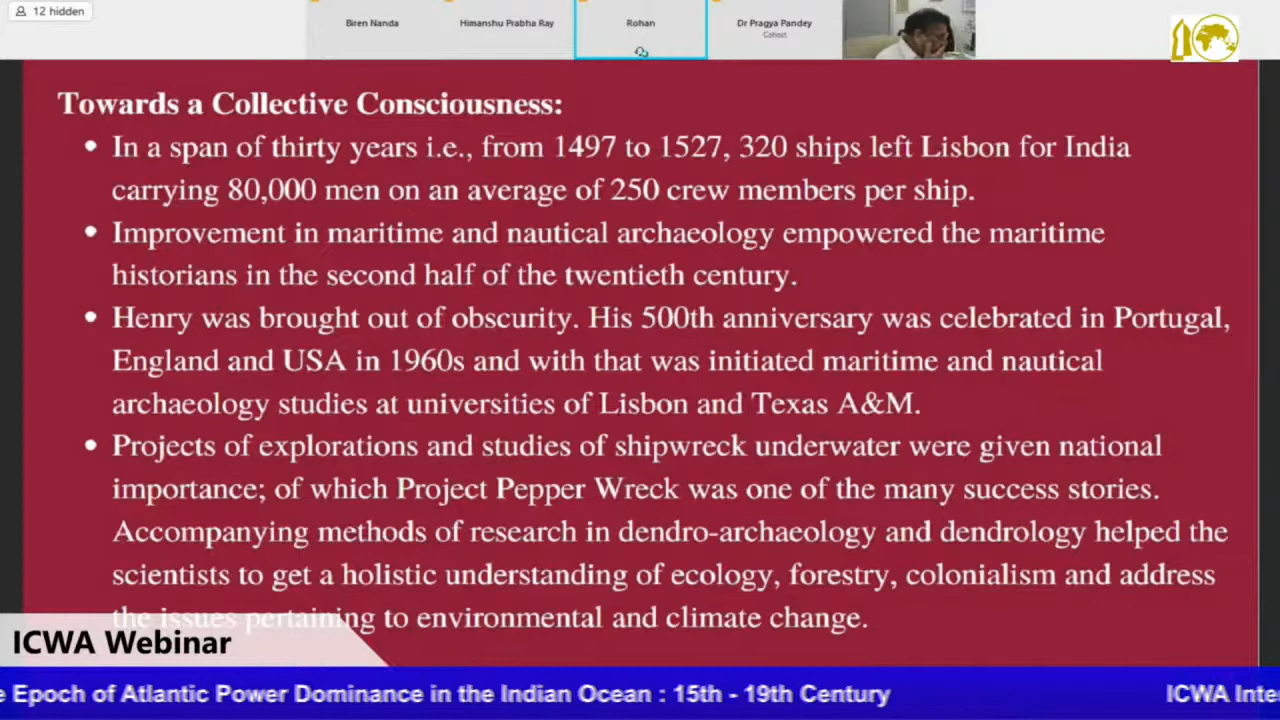 12 hidden
Biren Nanda
Himanshu Prabha Ray
Rohan
Dr Pragya Pandey
Cohost
Towards a Collective Consciousness:
• In a span of thirty years i.e., from 1497 to 1527, 320 ships left Lisbon for India
carrying 80,000 men on an average of 250 crew members per ship.
• Improvement in maritime and nautical archaeology empowered the maritime
historians in the second half of the twentieth century.
• Henry was brought out of obscurity. His 500th anniversary was celebrated in Portugal,
England and USA in 1960s and with that was initiated maritime and nautical
archaeology studies at universities of Lisbon and Texas A&M.
• Projects of explorations and studies of shipwreck underwater were given national
importance; of which Project Pepper Wreck was one of the many success stories.
Accompanying methods of research in dendro-archaeology and dendrology helped the
scientists to get a holistic understanding of ecology, forestry, colonialism and address
the issues pertaining to environmental and climate change.
ICWA Webinar
e Epoch of Atlantic Power Dominance in the Indian Ocean : 15th - 19th Century
ICWA Inte